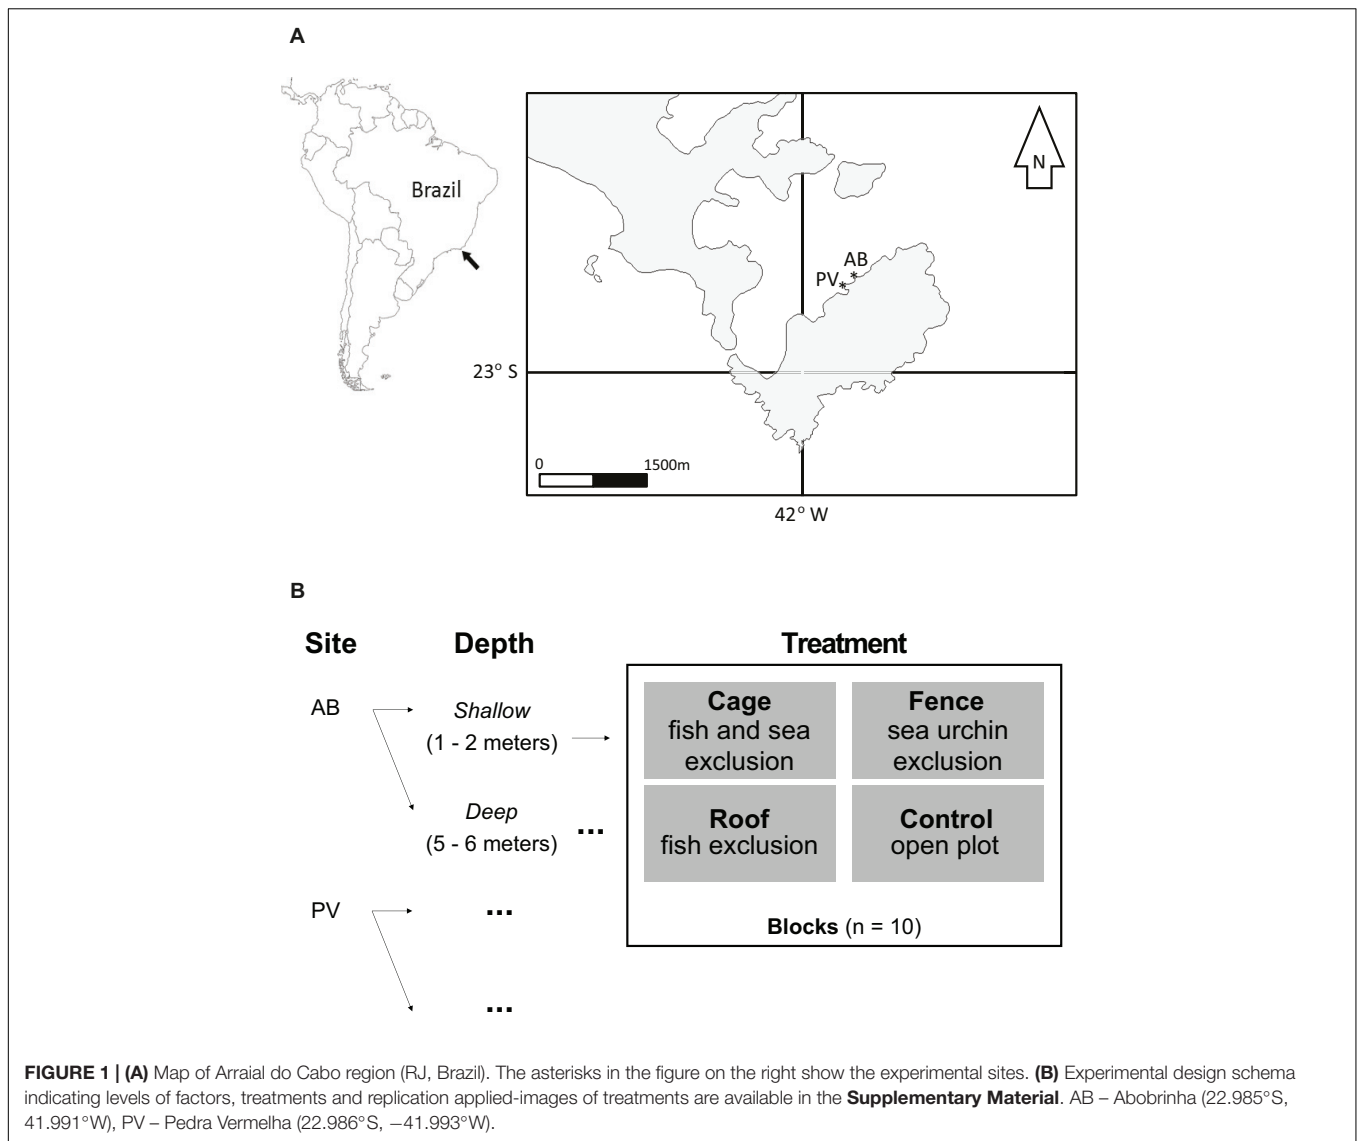 A
Brazil
N
AB
PV
23° S
0 1500m
42° W
B
Site Depth Treatment
AB
Shallow
(1 - 2 meters)
Cage
fish and sea
exclusion
Fence
sea urchin
exclusion
Deep
(5 - 6 meters)
...
Roof
fish exclusion
Control
open plot
PV
...
Blocks (n = 10)
...
FIGURE 1 | (A) Map of Arraial do Cabo region (RJ, Brazil). The asterisks in the figure on the right show the experimental sites. (B) Experimental design schema
indicating levels of factors, treatments and replication applied-images of treatments are available in the Supplementary Material. AB – Abobrinha (22.985°S,
41.991°W), PV – Pedra Vermelha (22.986°S, −41.993°W).